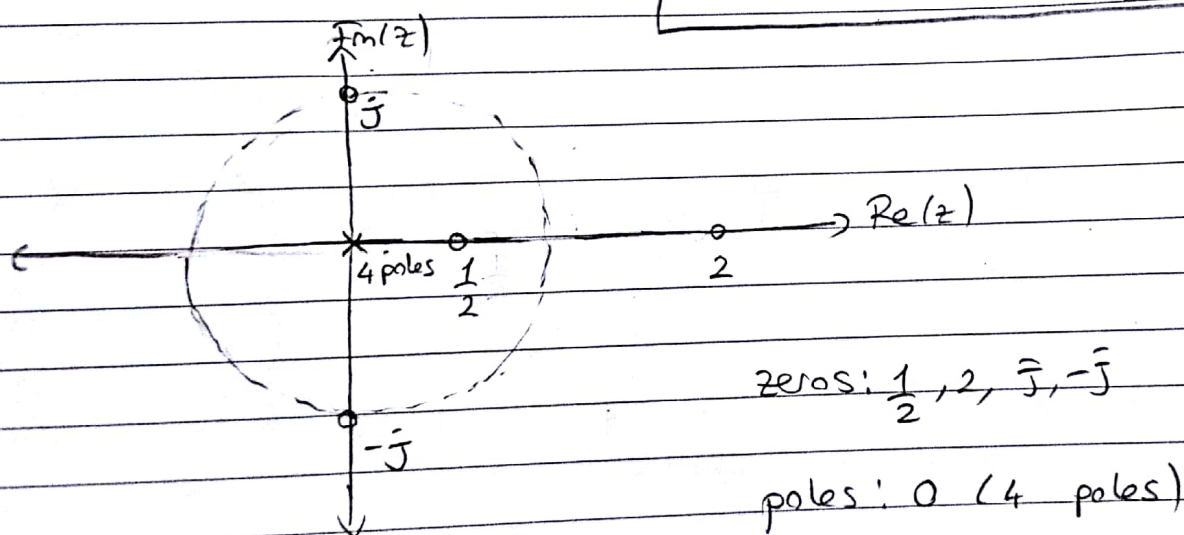 Im(z)
j
Re(z)
4 poles
1/2
2
-j
zeros: 1/2, 2, j, -j
poles: 0 (4 poles)